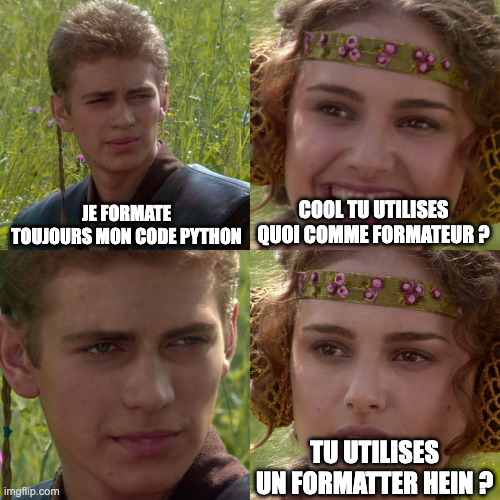 JE FORMATE
TOUJOURS MON CODE PYTHON
COOL TU UTILISES
QUOI COMME FORMATEUR ?
TU UTILISES
UN FORMATTER HEIN ?
imgflip.com